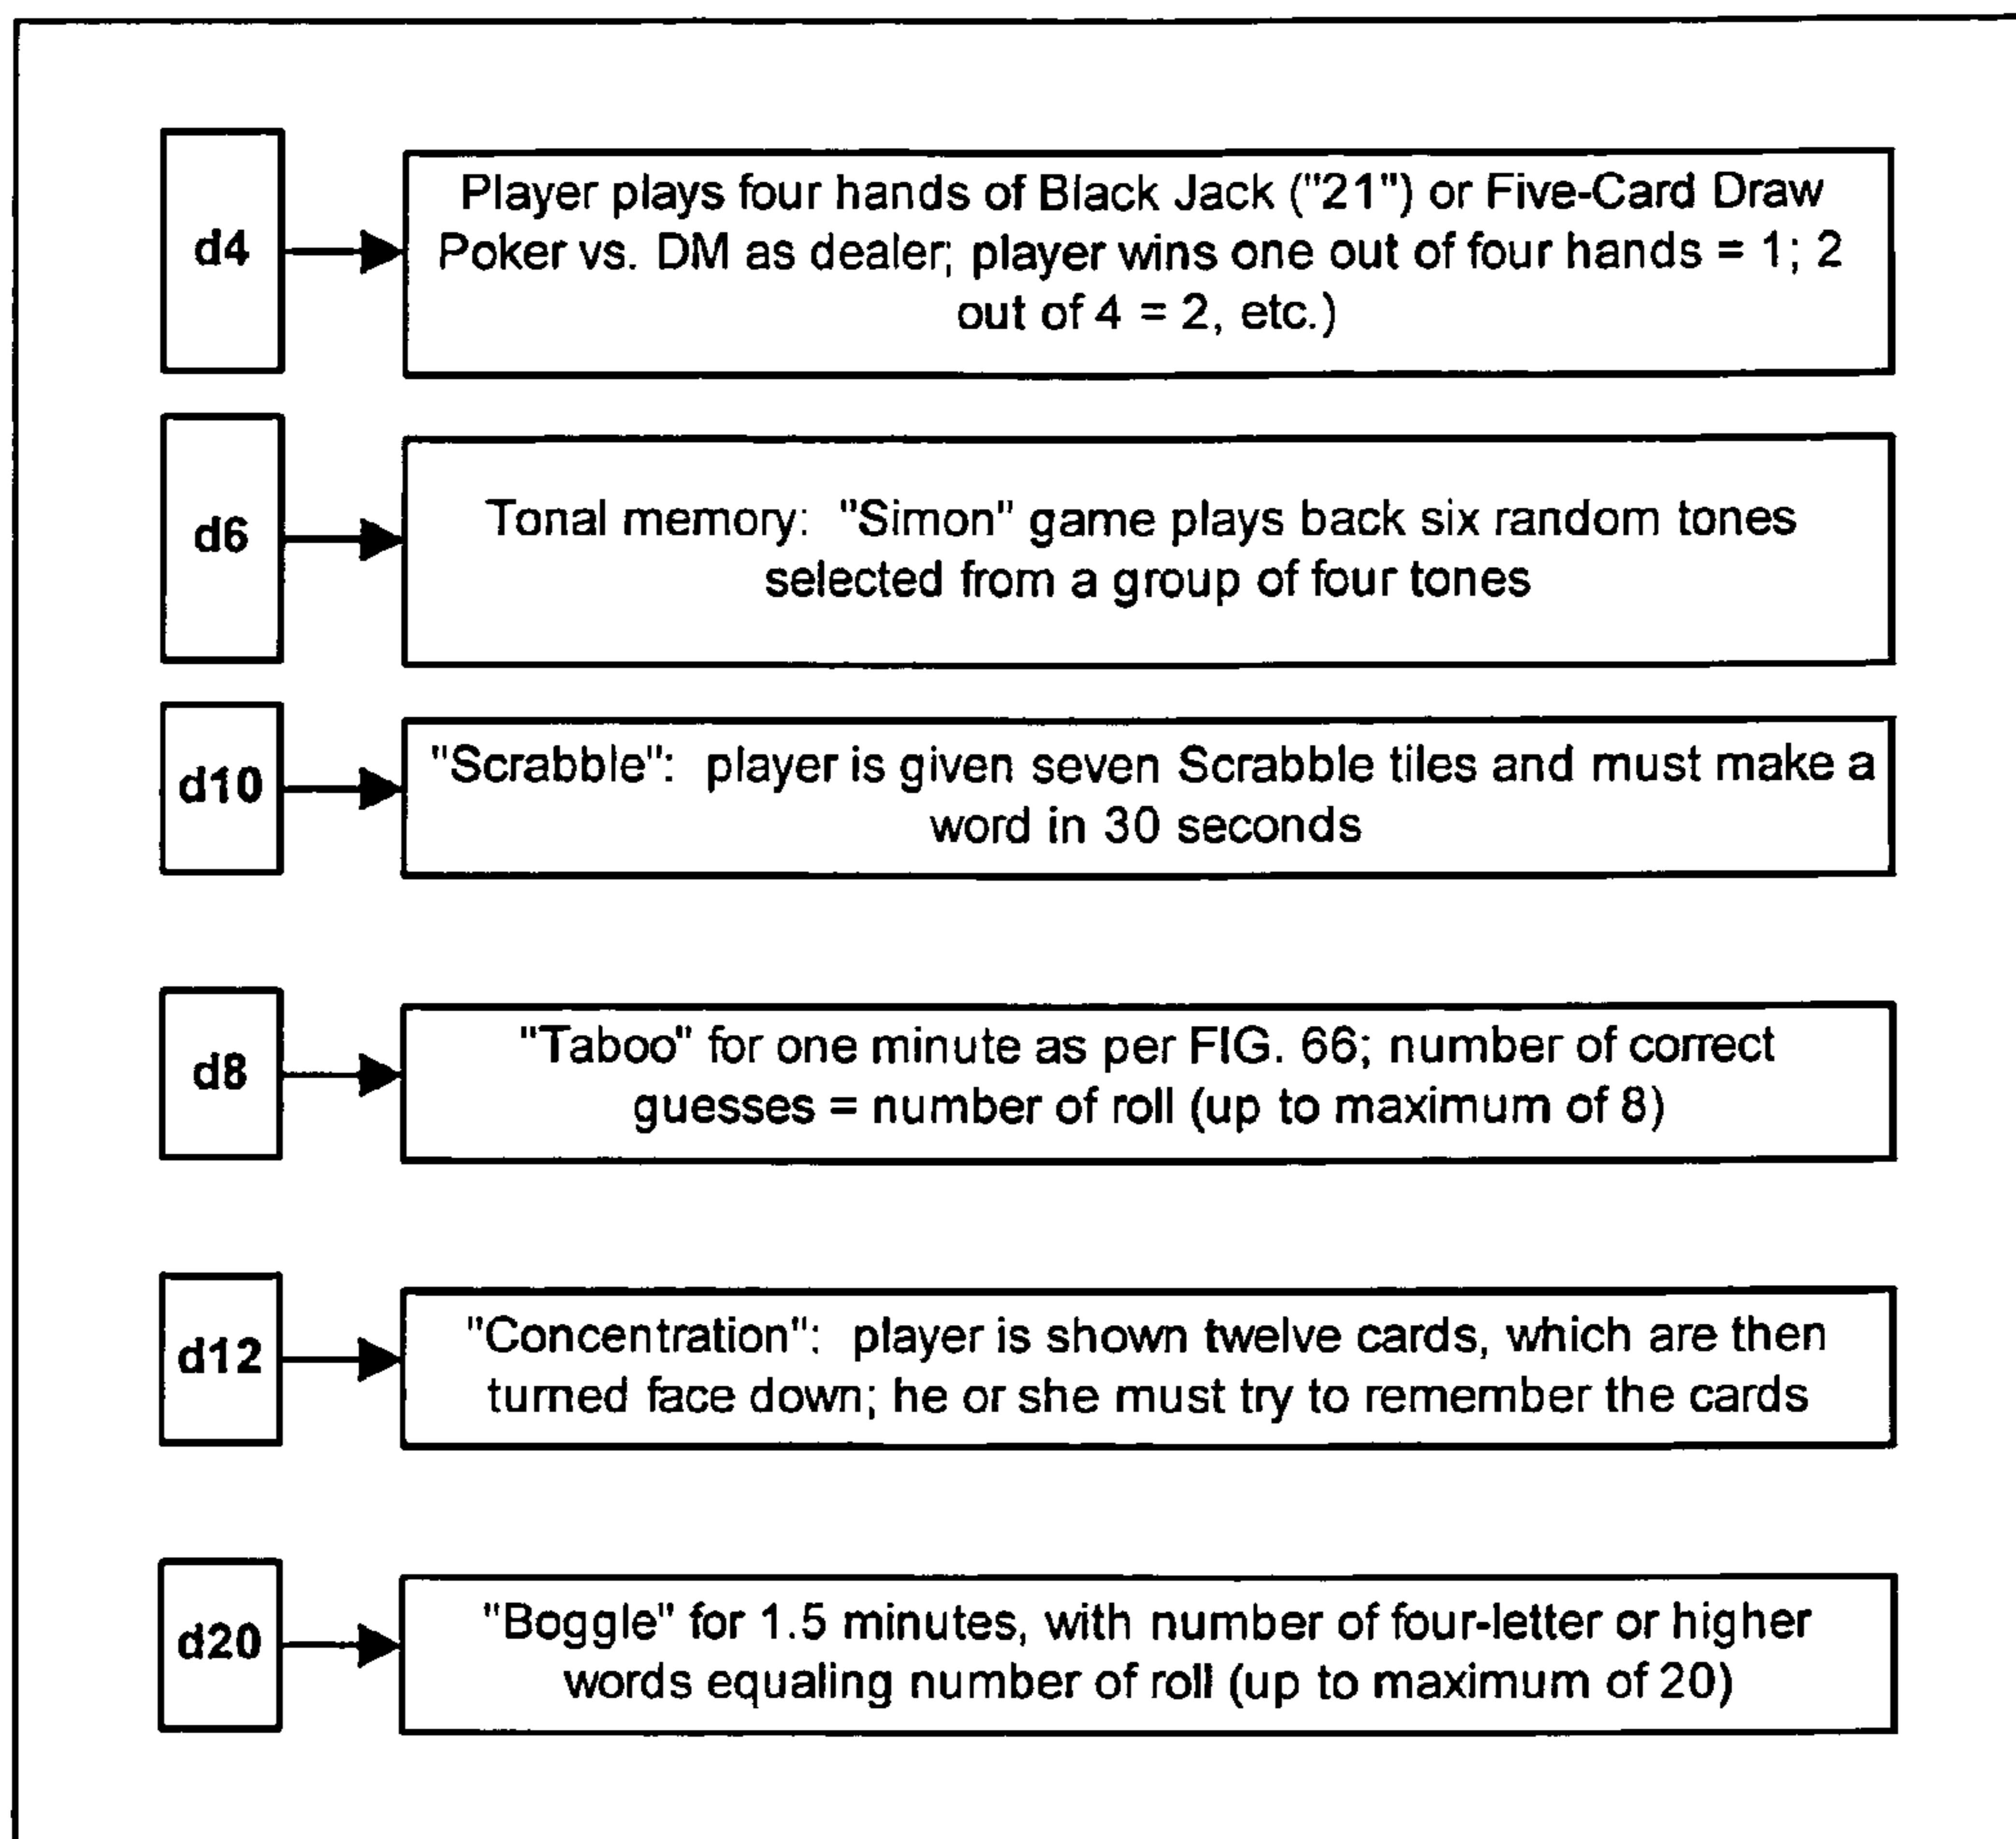 d4
Player plays four hands of Black Jack ("21") or Five-Card Draw
Poker vs. DM as dealer; player wins one out of four hands = 1; 2
out of 4 = 2, etc.)
d6
Tonal memory: "Simon" game plays back six random tones
selected from a group of four tones
d10
"Scrabble": player is given seven Scrabble tiles and must make a
word in 30 seconds
d8
"Taboo" for one minute as per FIG. 66; number of correct
guesses = number of roll (up to maximum of 8)
d12
"Concentration": player is shown twelve cards, which are then
turned face down; he or she must try to remember the cards
d20
"Boggle" for 1.5 minutes, with number of four-letter or higher
words equaling number of roll (up to maximum of 20)